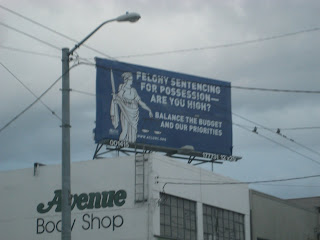 FELONY SENTENCING
FOR POSSESSION—
ARE YOU HIGH?
BALANCE THE BUDGET
AND OUR PRIORITIES
Avenue
Body Shop